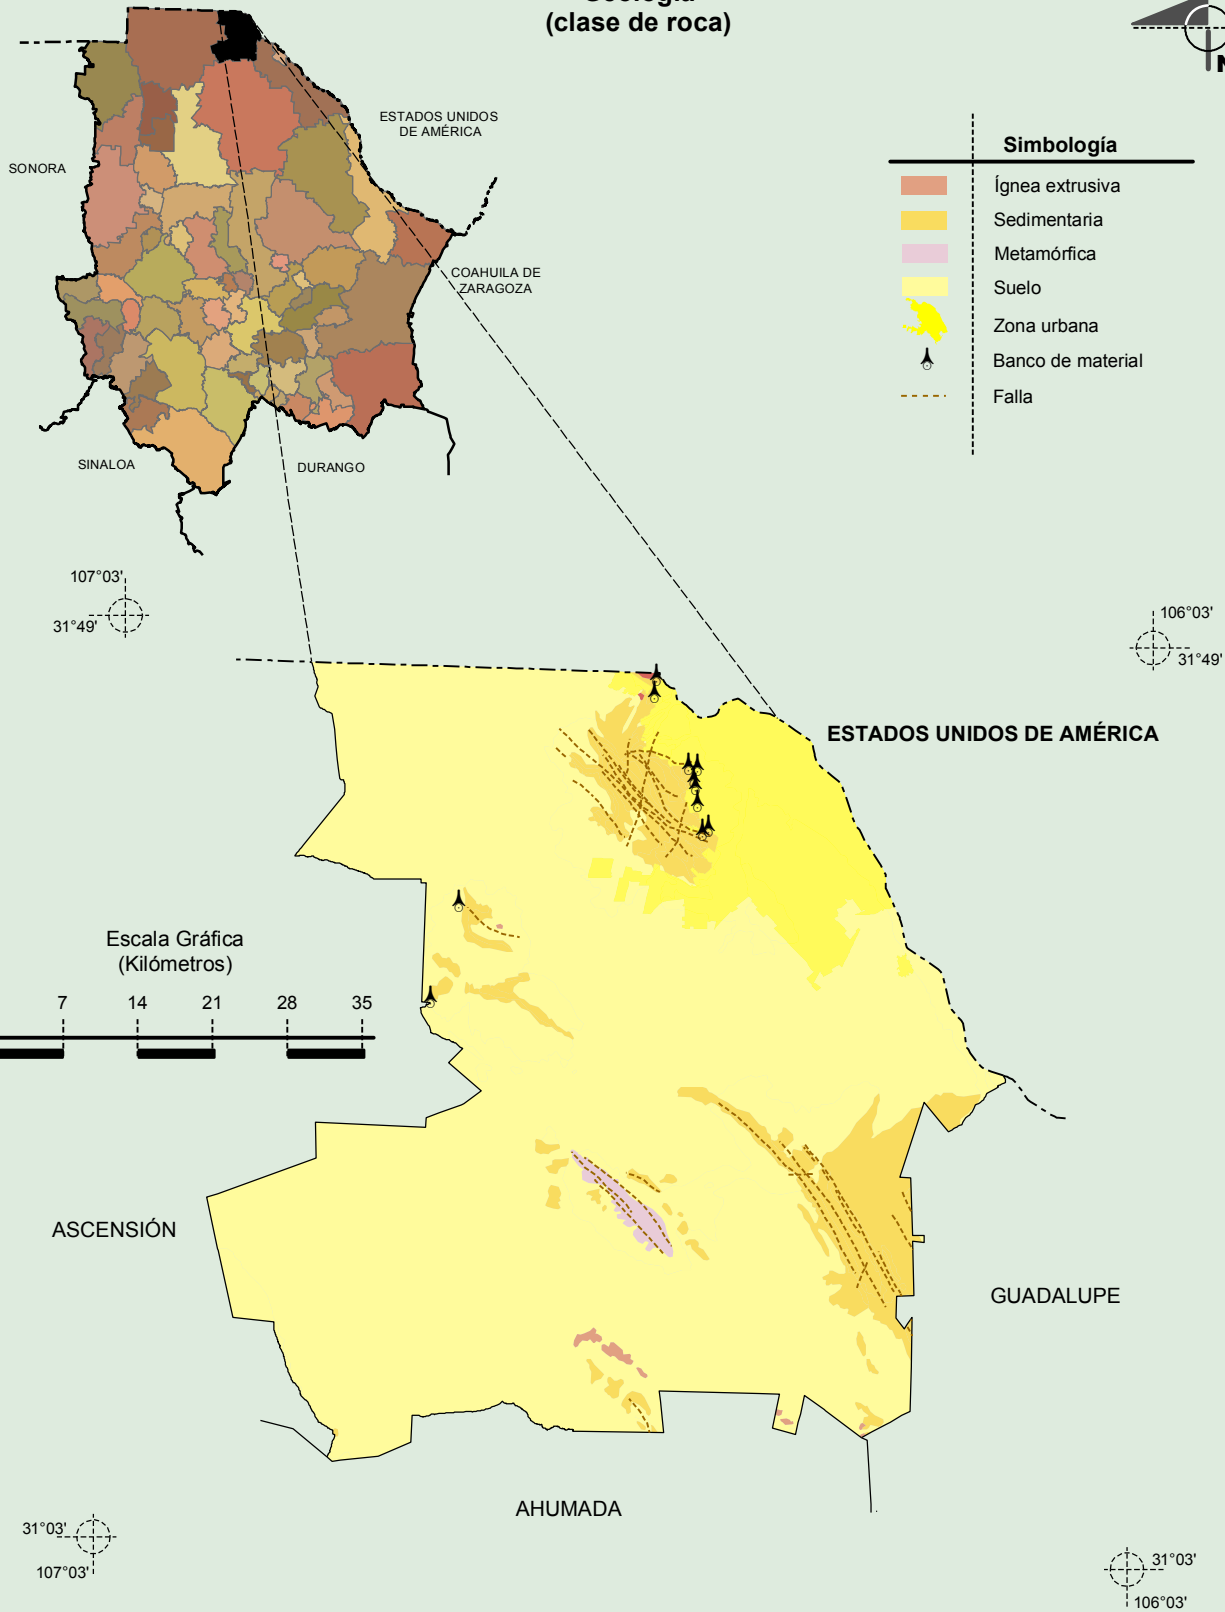 (clase de roca)
N
ESTADOS UNIDOS
DE AMÉRICA
SONORA
COAHUILA DE
ZARAGOZA
SINALOA
DURANGO
Simbología
Ígnea extrusiva
Sedimentaria
Metamórfica
Suelo
Zona urbana
Banco de material
Falla
107°03'
31°49'
106°03'
31°49'
ESTADOS UNIDOS DE AMÉRICA
Escala Gráfica
(Kilómetros)
7 14 21 28 35
ASCENSIÓN
GUADALUPE
AHUMADA
31°03'
107°03'
31°03'
106°03'